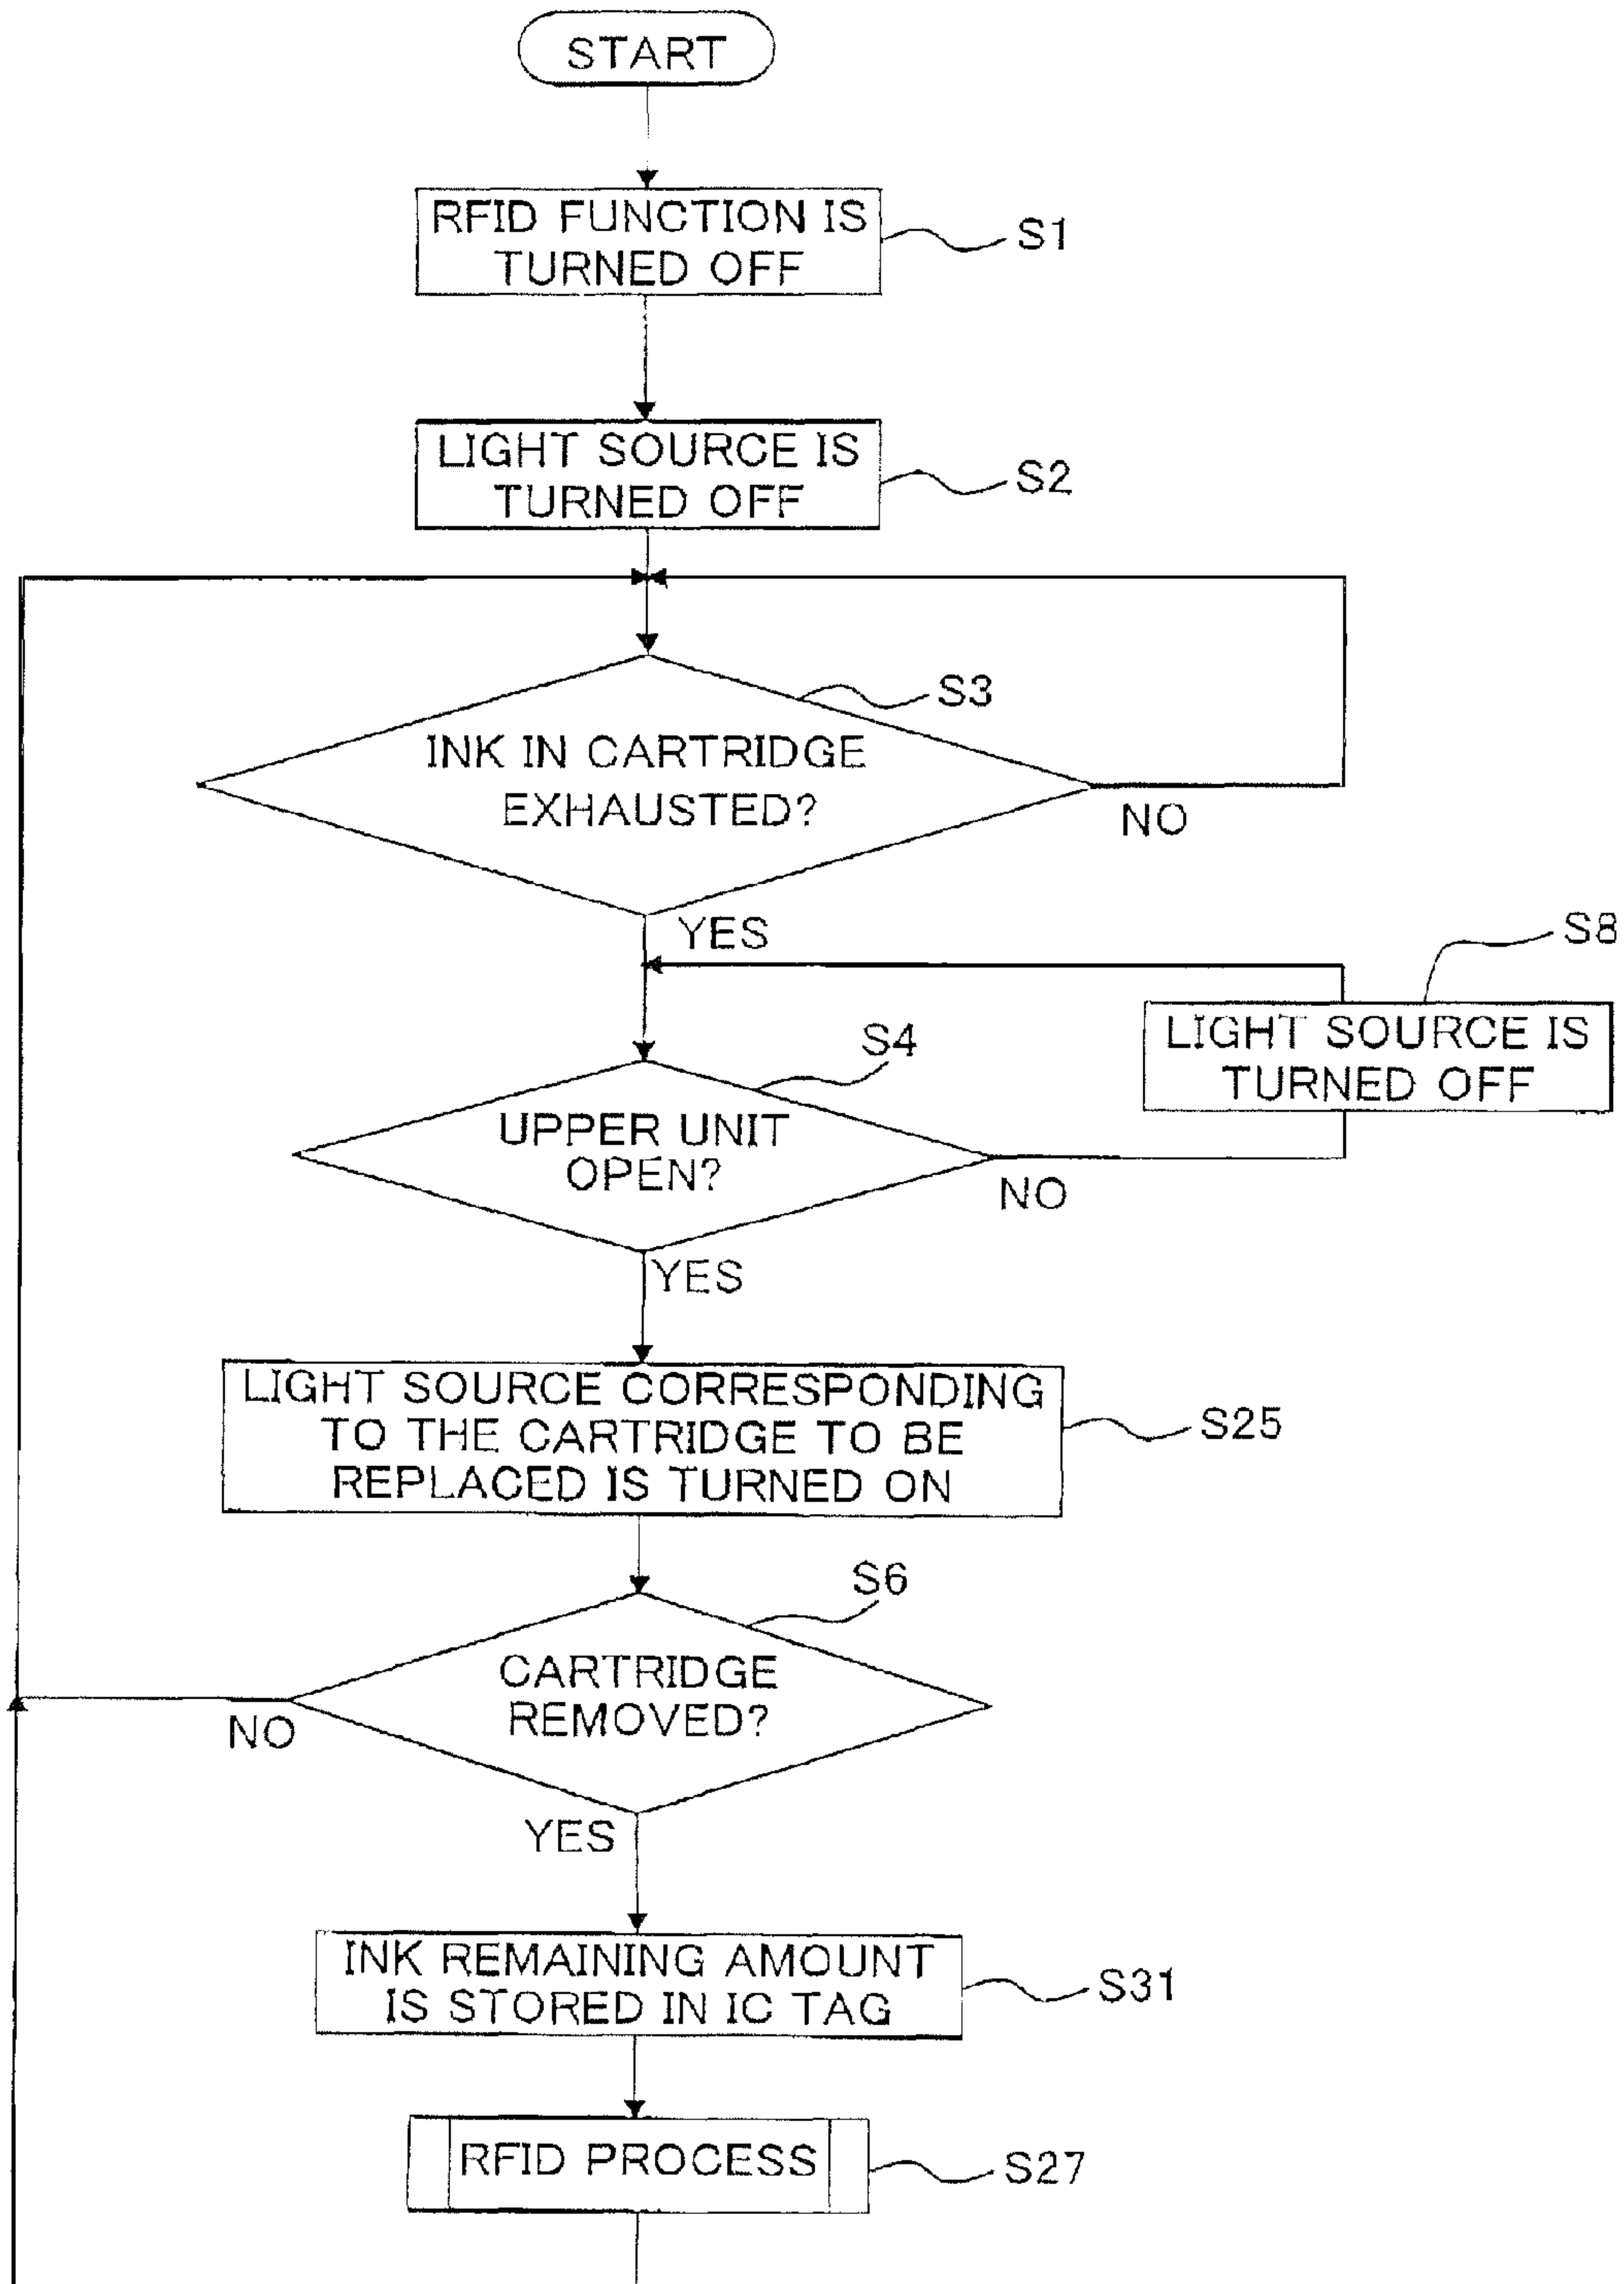 START
RFID FUNCTION IS
TURNED OFF
S1
LIGHT SOURCE IS
TURNED OFF
S2
S3
INK IN CARTRIDGE
EXHAUSTED?
NO
YES
S8
LIGHT SOURCE IS
TURNED OFF
S4
UPPER UNIT
OPEN?
NO
YES
LIGHT SOURCE CORRESPONDING
TO THE CARTRIDGE TO BE
REPLACED IS TURNED ON
S25
S6
CARTRIDGE
REMOVED?
NO
YES
INK REMAINING AMOUNT
IS STORED IN IC TAG
S31
RFID PROCESS
S27